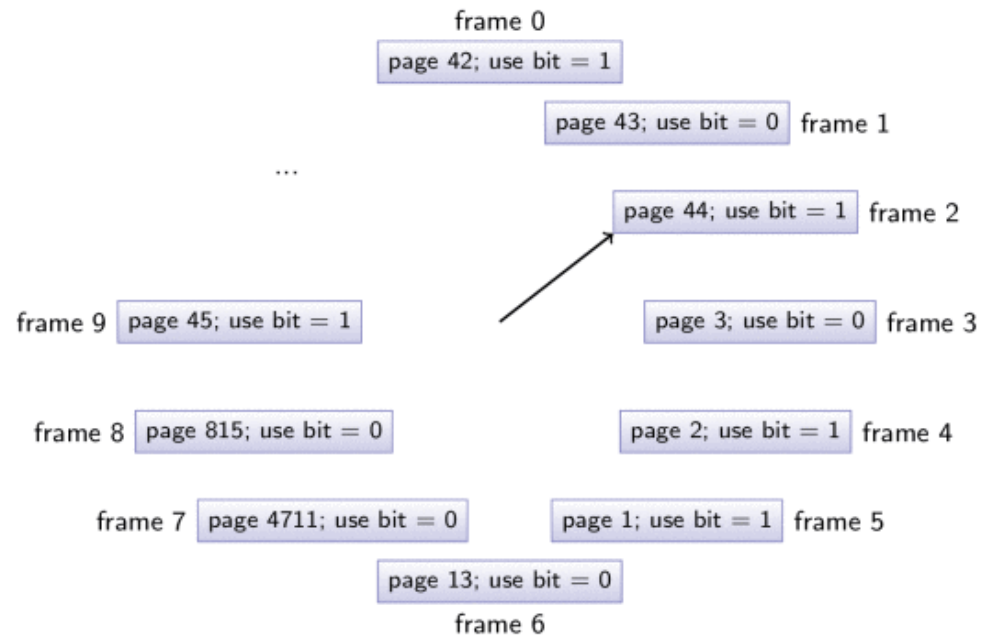 frame 0
page 42; use bit = 1
page 43; use bit = 0 frame 1
...
page 44; use bit = 1 frame 2
frame 9 page 45; use bit = 1
page 3; use bit = 0 frame 3
frame 8 page 815; use bit = 0
page 2; use bit = 1 frame 4
frame 7 page 4711; use bit = 0
page 1; use bit = 1 frame 5
page 13; use bit = 0
frame 6